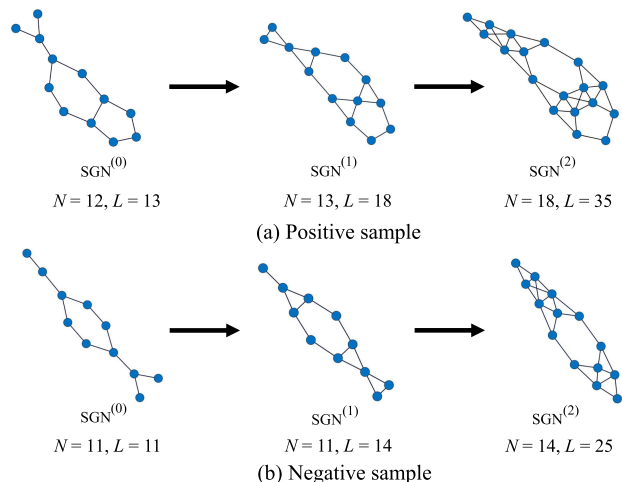 SGN(0) SGN(1) SGN(2)
N = 12, L = 13 N = 13, L = 18 N = 18, L = 35
(a) Positive sample
SGN(0) SGN(1) SGN(2)
N = 11, L = 11 N = 11, L = 14 N = 14, L = 25
(b) Negative sample